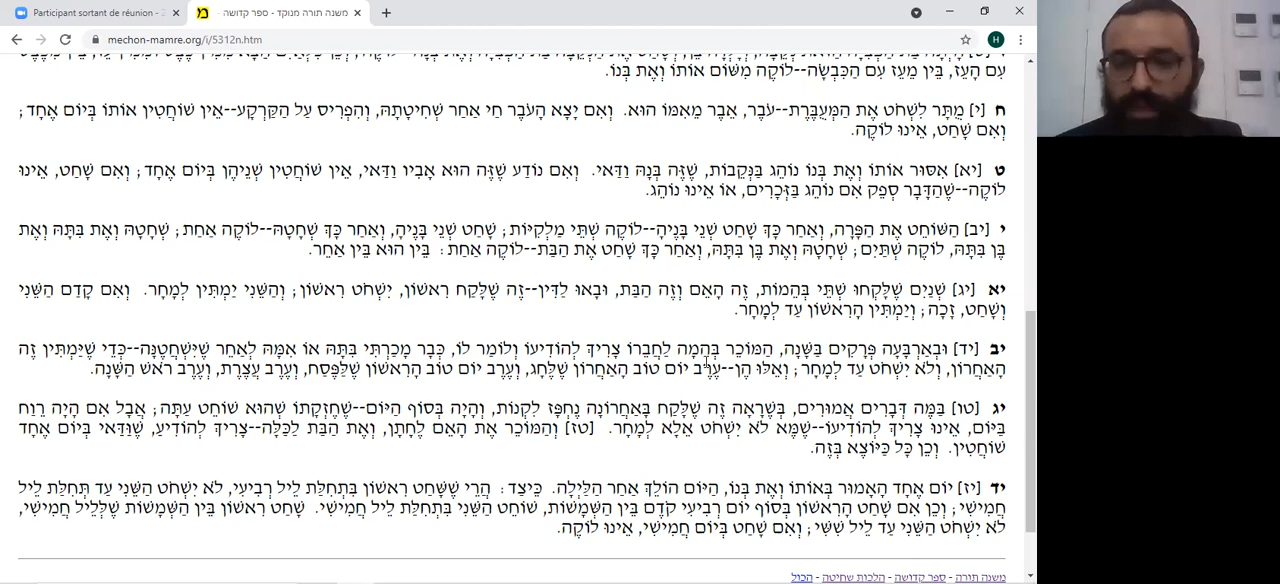 Participant sortant de réunion - Z
משנה תורה מנוקד - ספר קדושה
mechon-mamre.org/i/5312n.htm
H
עִם הָעֵז, בֵּין מֵעֵז עִם הַכִּבְשָׂה--לוֹקֶה מִשּׁוּם אוֹתוֹ וְאֶת בְּנוֹ.
ח [י] מֻתָּר לִשְׁחֹט אֶת הַמְּעֻבֶּרֶת--עֹבֶר, אֵבֶר מֵאִמּוֹ הוּא. וְאִם יָצָא הָעֹבֶר חַי אַחַר שְׁחִיטָתָהּ, וְהִפְרִיס עַל הַקַּרְקַע--אֵין שׁוֹחֲטִין אוֹתוֹ בְּיוֹם אֶחָד;
וְאִם שָׁחַט, אֵינוּ לוֹקֶה.
ט [יא] אִסּוּר אוֹתוֹ וְאֶת בְּנוֹ נוֹהֵג בַּנְּקֵבוֹת, שֶׁזֶּה בְּנָהּ וַדַּאי. וְאִם נוֹדַע שֶׁזֶּה הוּא אָבִיו וַדַּאי, אֵין שׁוֹחֲטִין שְׁנֵיהֶן בְּיוֹם אֶחָד; וְאִם שָׁחַט, אֵינוּ
לוֹקֶה--שֶׁהַדָּבָר סְפֵק אִם נוֹהֵג בַּזְּכָרִים, אוֹ אֵינוּ נוֹהֵג.
י [יב] הַשּׁוֹחֵט אֶת הַפָּרָה, וְאַחַר כָּךְ שָׁחַט שְׁנֵי בָּנֶיהָ--לוֹקֶה שְׁתֵּי מַלְקִיּוֹת; שָׁחַט שְׁנֵי בָּנֶיהָ, וְאַחַר כָּךְ שְׁחָטָהּ--לוֹקֶה אַחַת; שְׁחָטָהּ וְאֶת בִּתָּהּ וְאֶת
בֶּן בִּתָּהּ, לוֹקֶה שְׁתַּיִם; שְׁחָטָהּ וְאֶת בֶּן בִּתָּהּ, וְאַחַר כָּךְ שָׁחַט אֶת הַבַּת--לוֹקֶה אַחַת: בֵּין הוּא בֵּין אַחֵר.
יא [יג] שְׁנַיִם שֶׁלָּקְחוּ שְׁתֵּי בְּהֵמוֹת, זֶה הָאֵם וְזֶה הַבַּת, וּבָאוּ לַדִּין--זֶה שֶׁלָּקַח רִאשׁוֹן, יִשְׁחֹט רִאשׁוֹן; וְהַשֵּׁנִי יַמְתִּין לְמָחָר. וְאִם קָדַם הַשֵּׁנִי
וְשָׁחַט, זָכָה; וְיַמְתִּין הָרִאשׁוֹן עַד לְמָחָר.
יב [יד] וּבְאַרְבָּעָה פְּרָקִים בַּשָּׁנָה, הַמּוֹכֵר בְּהֵמָה לַחֲבֵרוֹ צָרִיךְ לְהוֹדִיעוֹ וְלוֹמַר לוֹ, כְּבָר מָכַרְתִּי בִּתָּהּ אוֹ אִמָּהּ לְאַחֵר שֶׁיִּשְׁחֲטֶנָּה--כְּדֵי שֶׁיַּמְתִּין זֶה
הָאַחֲרוֹן, וְלֹא יִשְׁחֹט עַד לְמָחָר; וְאֵלּוּ הֶן--עֶרֶב יוֹם טוֹב הָאַחֲרוֹן שֶׁלֶּחָג, וְעֶרֶב יוֹם טוֹב הָרִאשׁוֹן שֶׁלַּפֶּסַח, וְעֶרֶב עֲצֶרֶת, וְעֶרֶב רֹאשׁ הַשָּׁנָה.
יג [טו] בַּמֶּה דְּבָרִים אֲמוּרִים, בְּשֶׁרָאָה זֶה שֶׁלָּקַח בָּאַחֲרוֹנָה נֶחְפָּז לִקְנוֹת, וְהָיָה בְּסוֹף הַיּוֹם--שֶׁחֶזְקָתוֹ שְׁהוּא שׁוֹחֵט עַתָּה; אֲבָל אִם הָיָה רֵוַח
בַּיּוֹם, אֵינוּ צָרִיךְ לְהוֹדִיעוֹ--שֶׁמֶּא לֹא יִשְׁחֹט אֵלָא לְמָחָר. [טז] וְהַמּוֹכֵר אֶת הָאֵם לֶחָתָן, וְאֶת הַבַּת לַכַּלָּה--צָרִיךְ לְהוֹדִיעַ, שֶׁוַּדַּאי בְּיוֹם אֶחָד
שׁוֹחֲטִין. וְכֵן כָּל כַּיּוֹצֶא בְּזֶה.
יד [יז] יוֹם אֶחָד הָאָמוּר בְּאוֹתוֹ וְאֶת בְּנוֹ, הַיּוֹם הוֹלֵךְ אַחַר הַלַּיְלָה. כֵּיצַד: הֲרֵי שֶׁשָּׁחַט רִאשׁוֹן בִּתְחִלַּת לֵיל רְבִיעִי, לֹא יִשְׁחֹט הַשֵּׁנִי עַד תְּחִלַּת לֵיל
חֲמִישִׁי; וְכֵן אִם שָׁחַט הָרִאשׁוֹן בְּסוֹף יוֹם רְבִיעִי קֹדֶם בֵּין הַשְּׁמָשׁוֹת, שׁוֹחֵט הַשֵּׁנִי בִּתְחִלַּת לֵיל חֲמִישִׁי. שָׁחַט רִאשׁוֹן בֵּין הַשְּׁמָשׁוֹת שֶׁלְּלֵיל חֲמִישִׁי,
לֹא יִשְׁחֹט הַשֵּׁנִי עַד לֵיל שִׁשִּׁי; וְאִם שָׁחַט בְּיוֹם חֲמִישִׁי, אֵינוּ לוֹקֶה.
משנה תורה - ספר קדושה - הלכות שחיטה - הכול